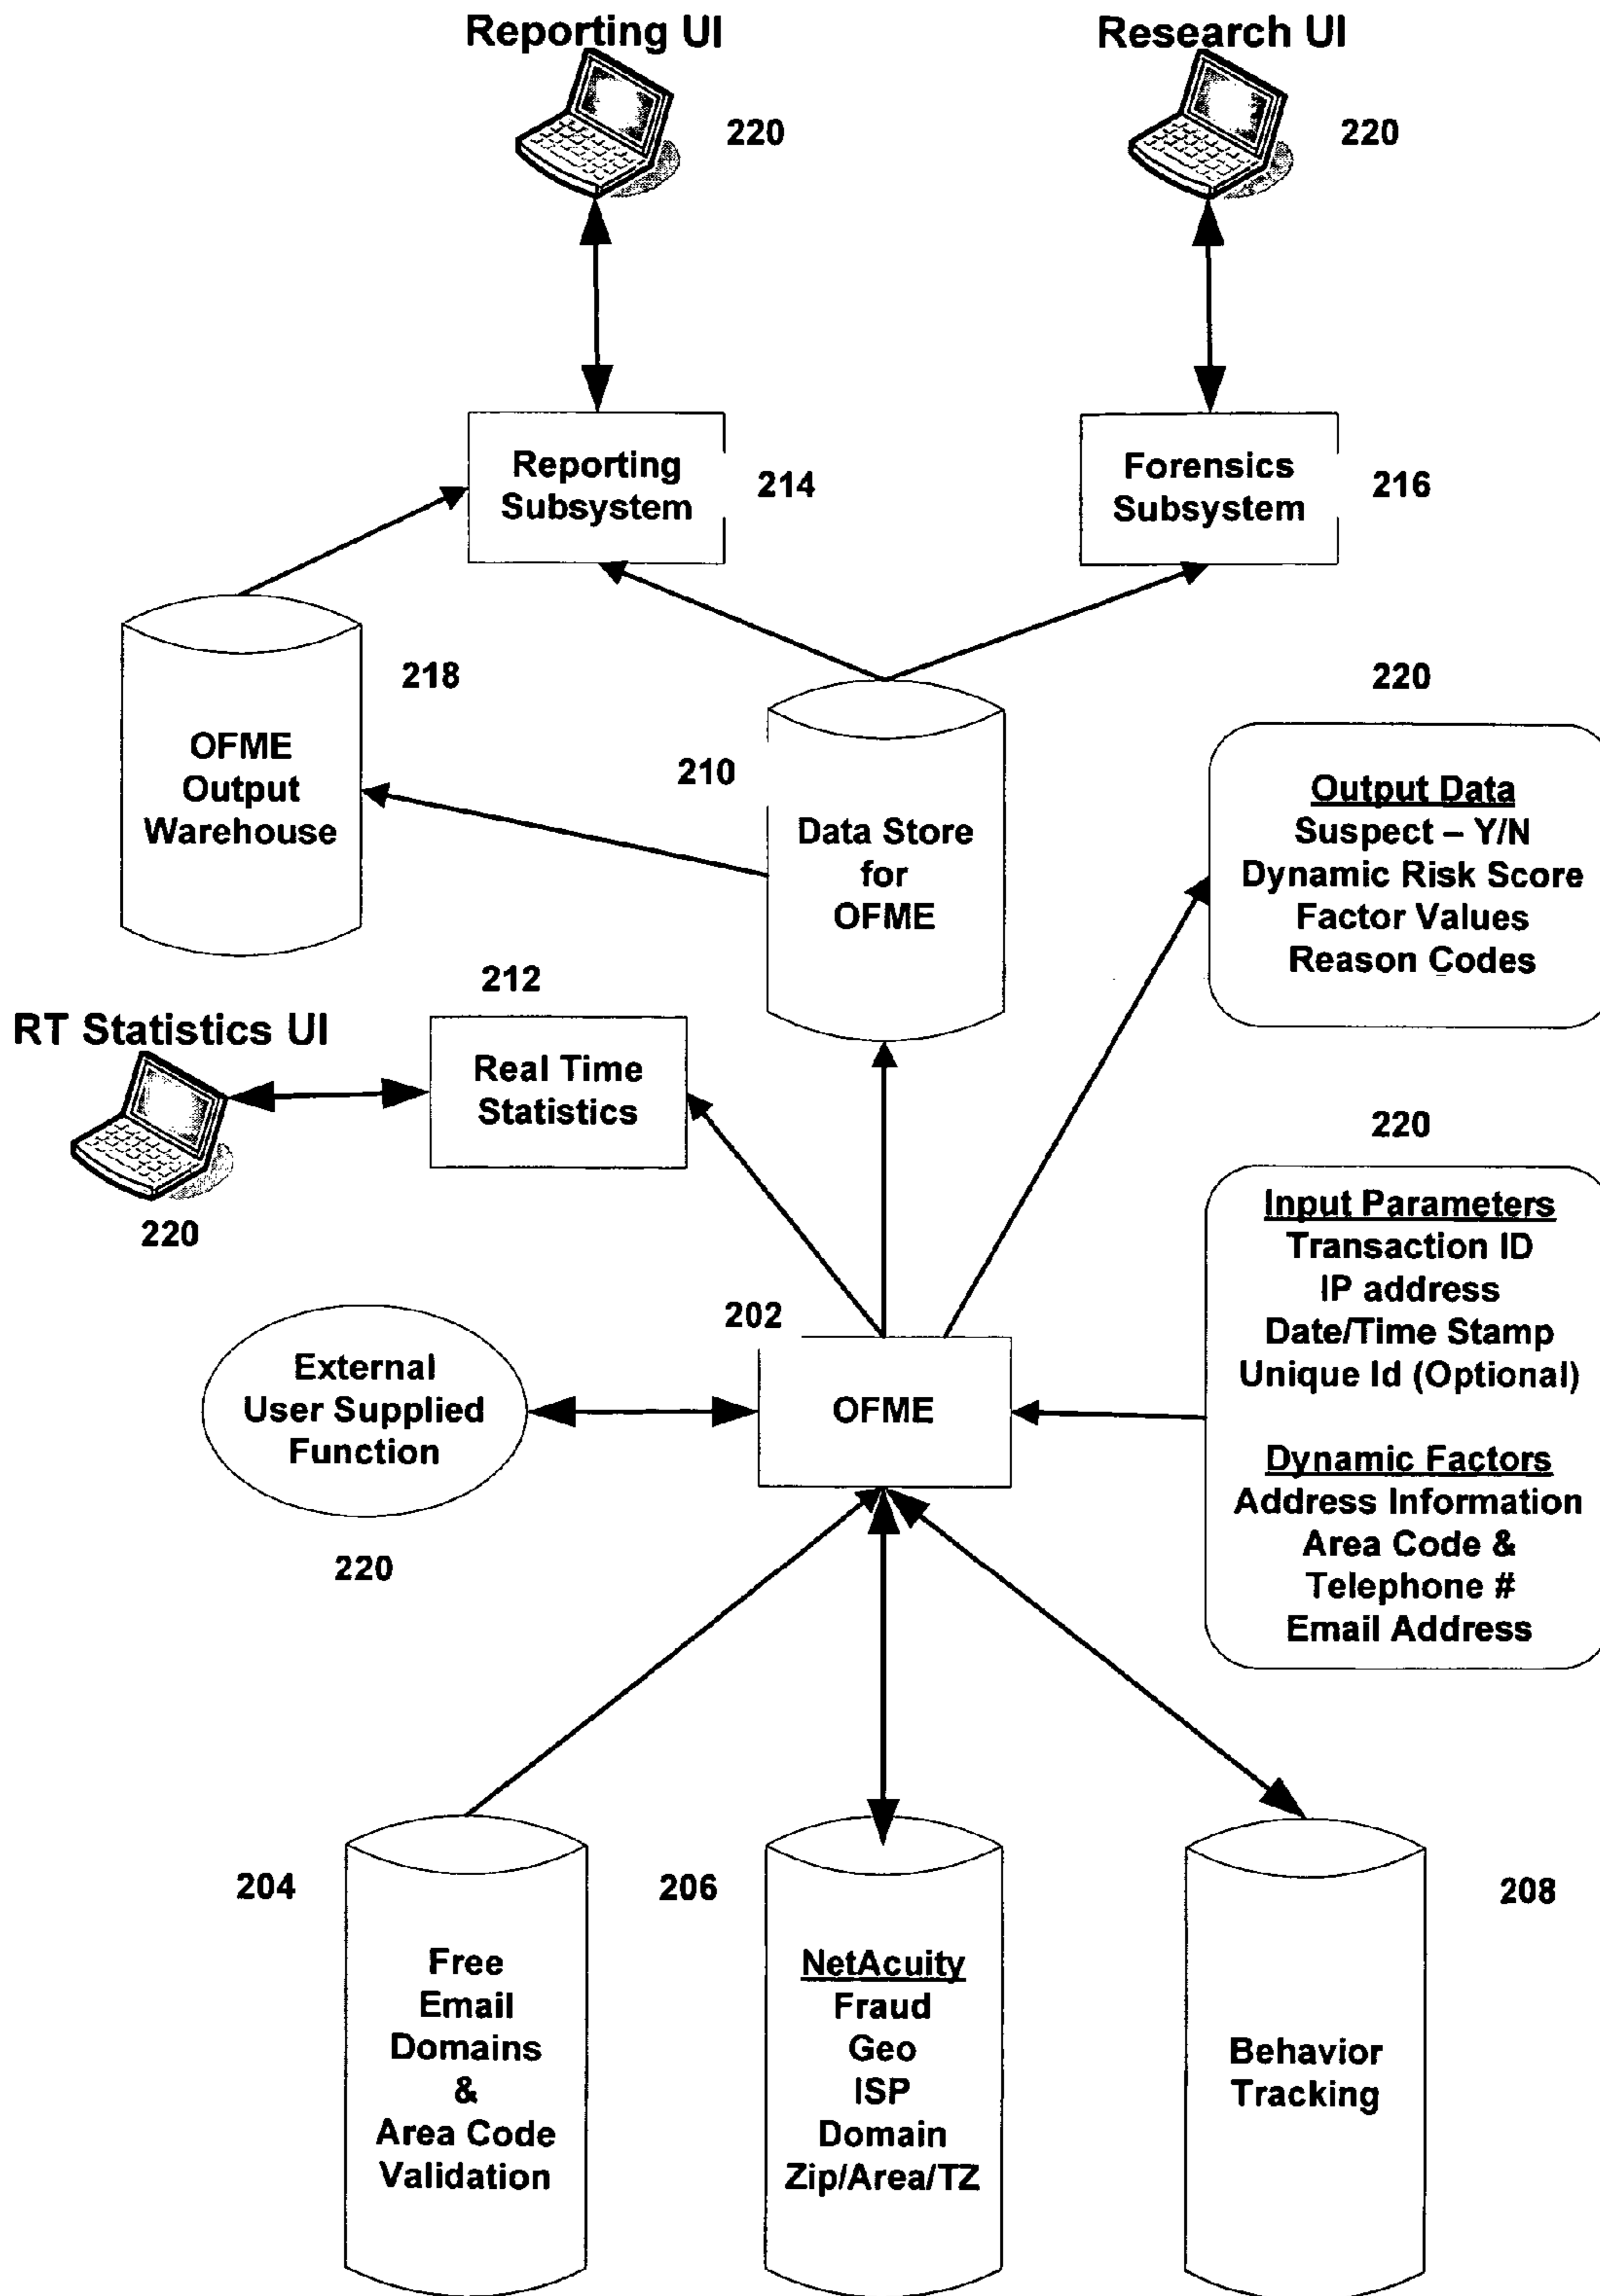 Reporting UI
Research UI
220
220
Reporting
Subsystem
214
Forensics
Subsystem
216
218
OFME
Output
Warehouse
210
Data Store
for
OFME
220
Output Data
Suspect – Y/N
Dynamic Risk Score
Factor Values
Reason Codes
212
RT Statistics UI
Real Time
Statistics
220
220
Input Parameters
Transaction ID
IP address
Date/Time Stamp
Unique Id (Optional)
Dynamic Factors
Address Information
Area Code &
Telephone #
Email Address
202
External
User Supplied
Function
OFME
220
204
Free
Email
Domains
&
Area Code
Validation
206
NetAcuity
Fraud
Geo
ISP
Domain
Zip/Area/TZ
208
Behavior
Tracking